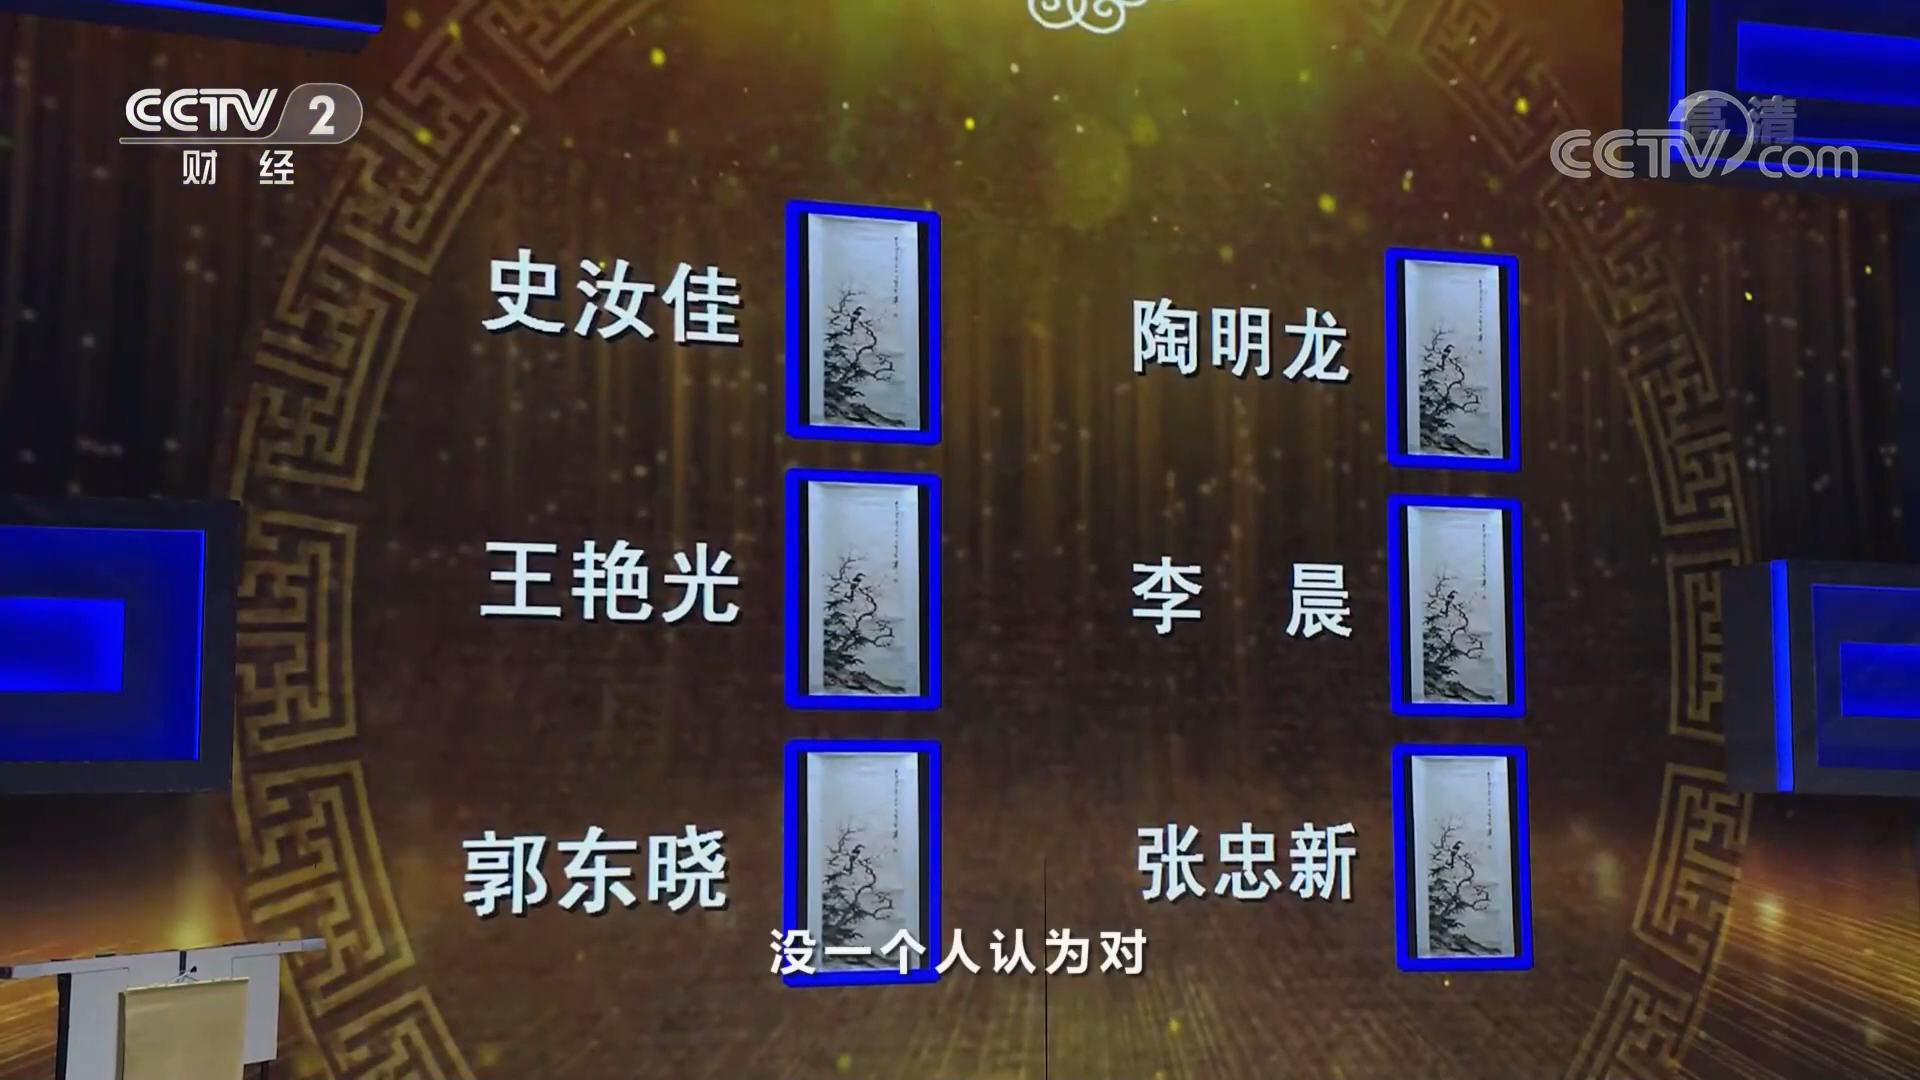 CCTV 2
财 经
高清
CCTV com
史汝佳
陶明龙
王艳光
李 晨
郭东晓
张忠新
没一个人认为对